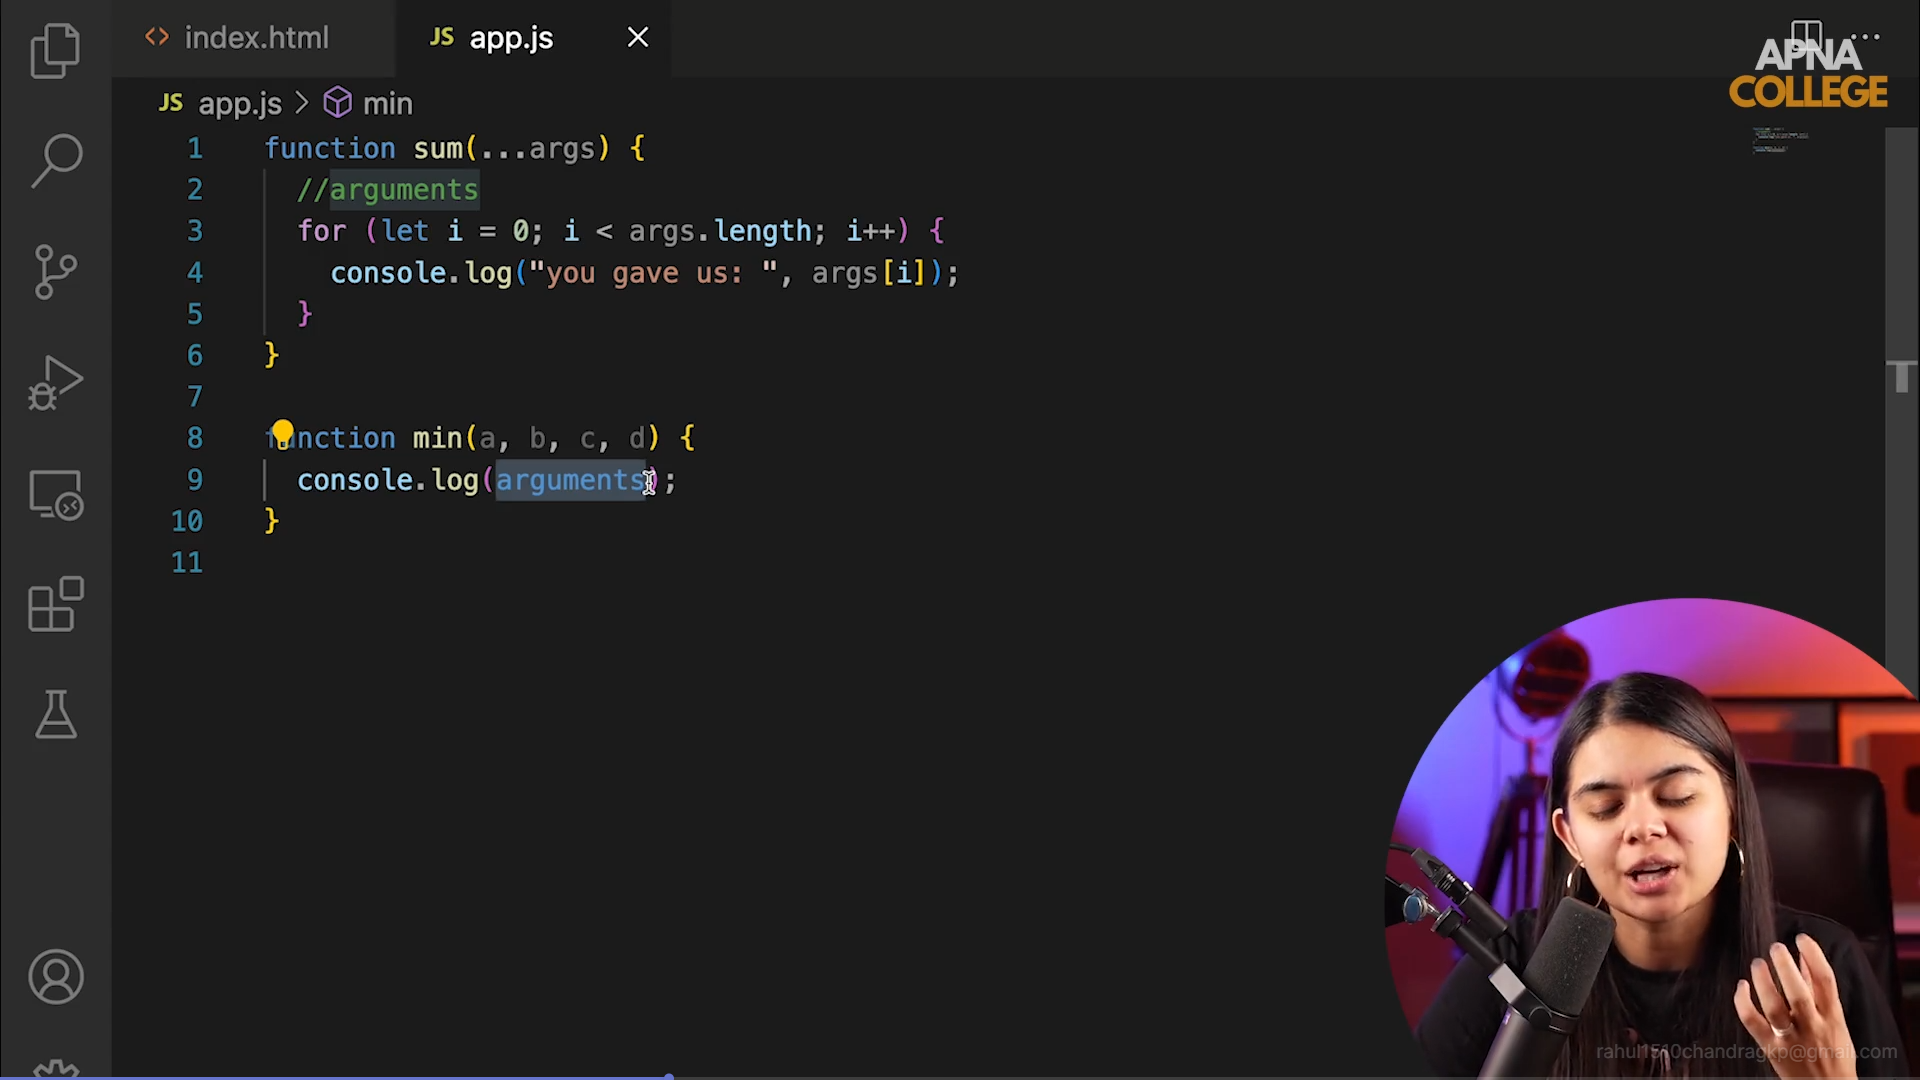 <> index.html
JS app.js
APNA
COLLEGE
JS app.js > min
1 function sum(...args) {
2 //arguments
3 for (let i = 0; i < args.length; i++) {
4 console.log("you gave us: ", args[i]);
5 }
6 }
7
8 function min(a, b, c, d) {
9 console.log(arguments);
10 }
11
rahul1510chandragkp@gmail.com